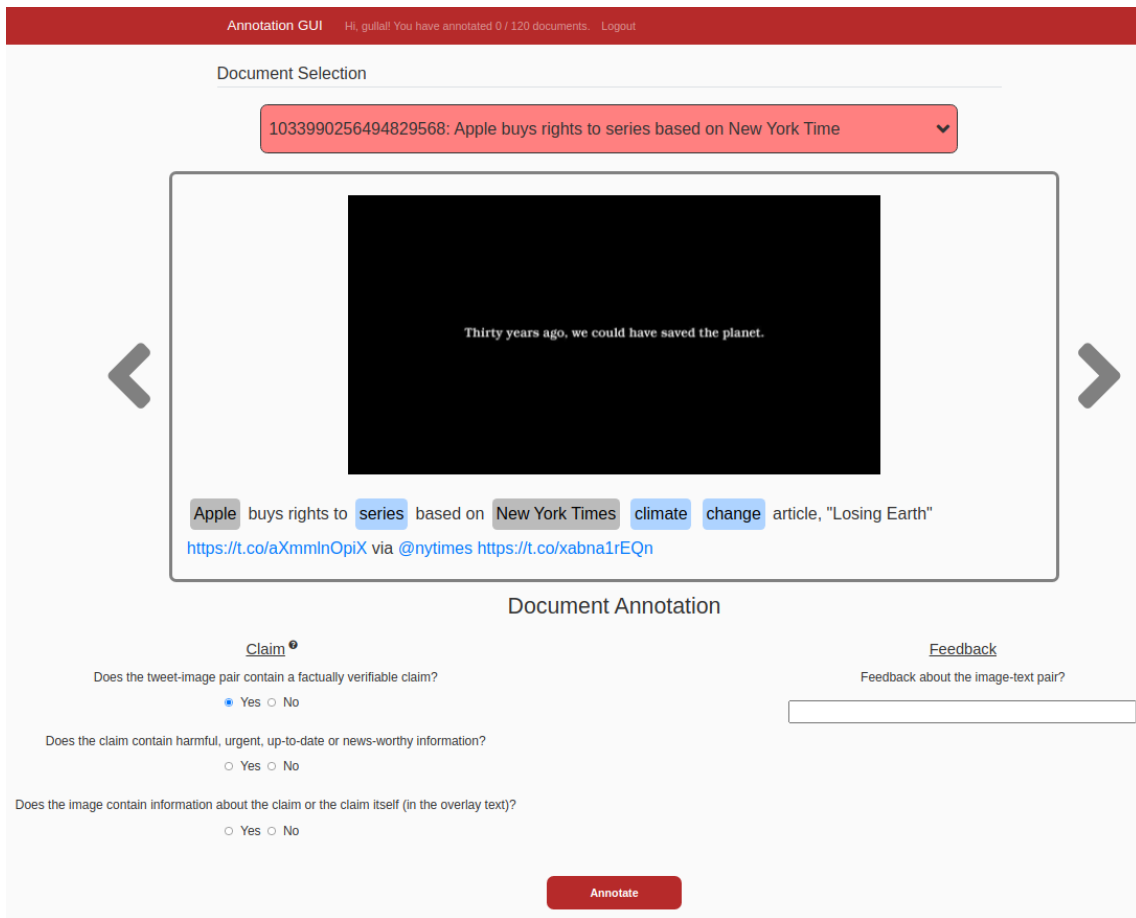 Annotation GUI Hi, gullal! You have annotated 0 / 120 documents. Logout
Document Selection
1033990256494829568: Apple buys rights to series based on New York Time
Thirty years ago, we could have saved the planet.
Apple buys rights to series based on New York Times climate change article, "Losing Earth"
https://t.co/aXmmlnOpiX via @nytimes https://t.co/xabna1rEQn
Document Annotation
Claim ?
Does the tweet-image pair contain a factually verifiable claim?
Yes No
Does the claim contain harmful, urgent, up-to-date or news-worthy information?
Yes No
Does the image contain information about the claim or the claim itself (in the overlay text)?
Yes No
Feedback
Feedback about the image-text pair?
Annotate